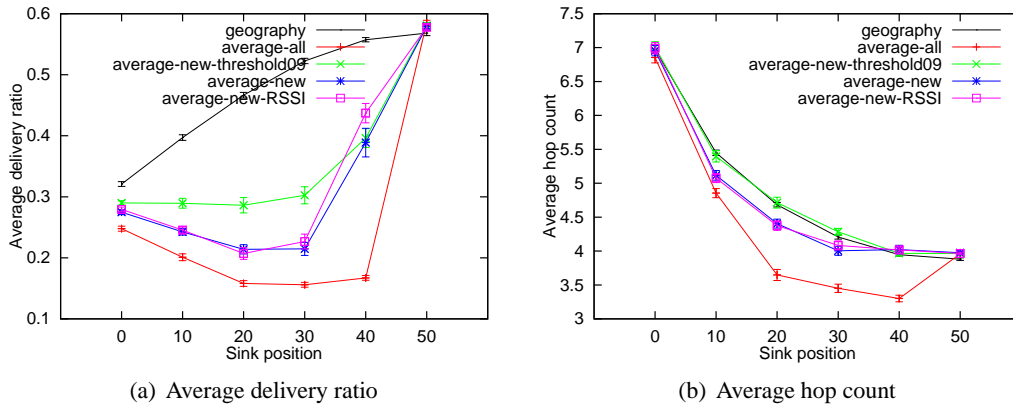 0.6
0.5
0.4
0.3
0.2
0.1
Average delivery ratio
geography
average-all
average-new-threshold09
average-new
average-new-RSSI
0 10 20 30 40 50
Sink position
(a) Average delivery ratio
7.5
7
6.5
6
5.5
5
4.5
4
3.5
3
Average hop count
geography
average-all
average-new-threshold09
average-new
average-new-RSSI
0 10 20 30 40 50
Sink position
(b) Average hop count